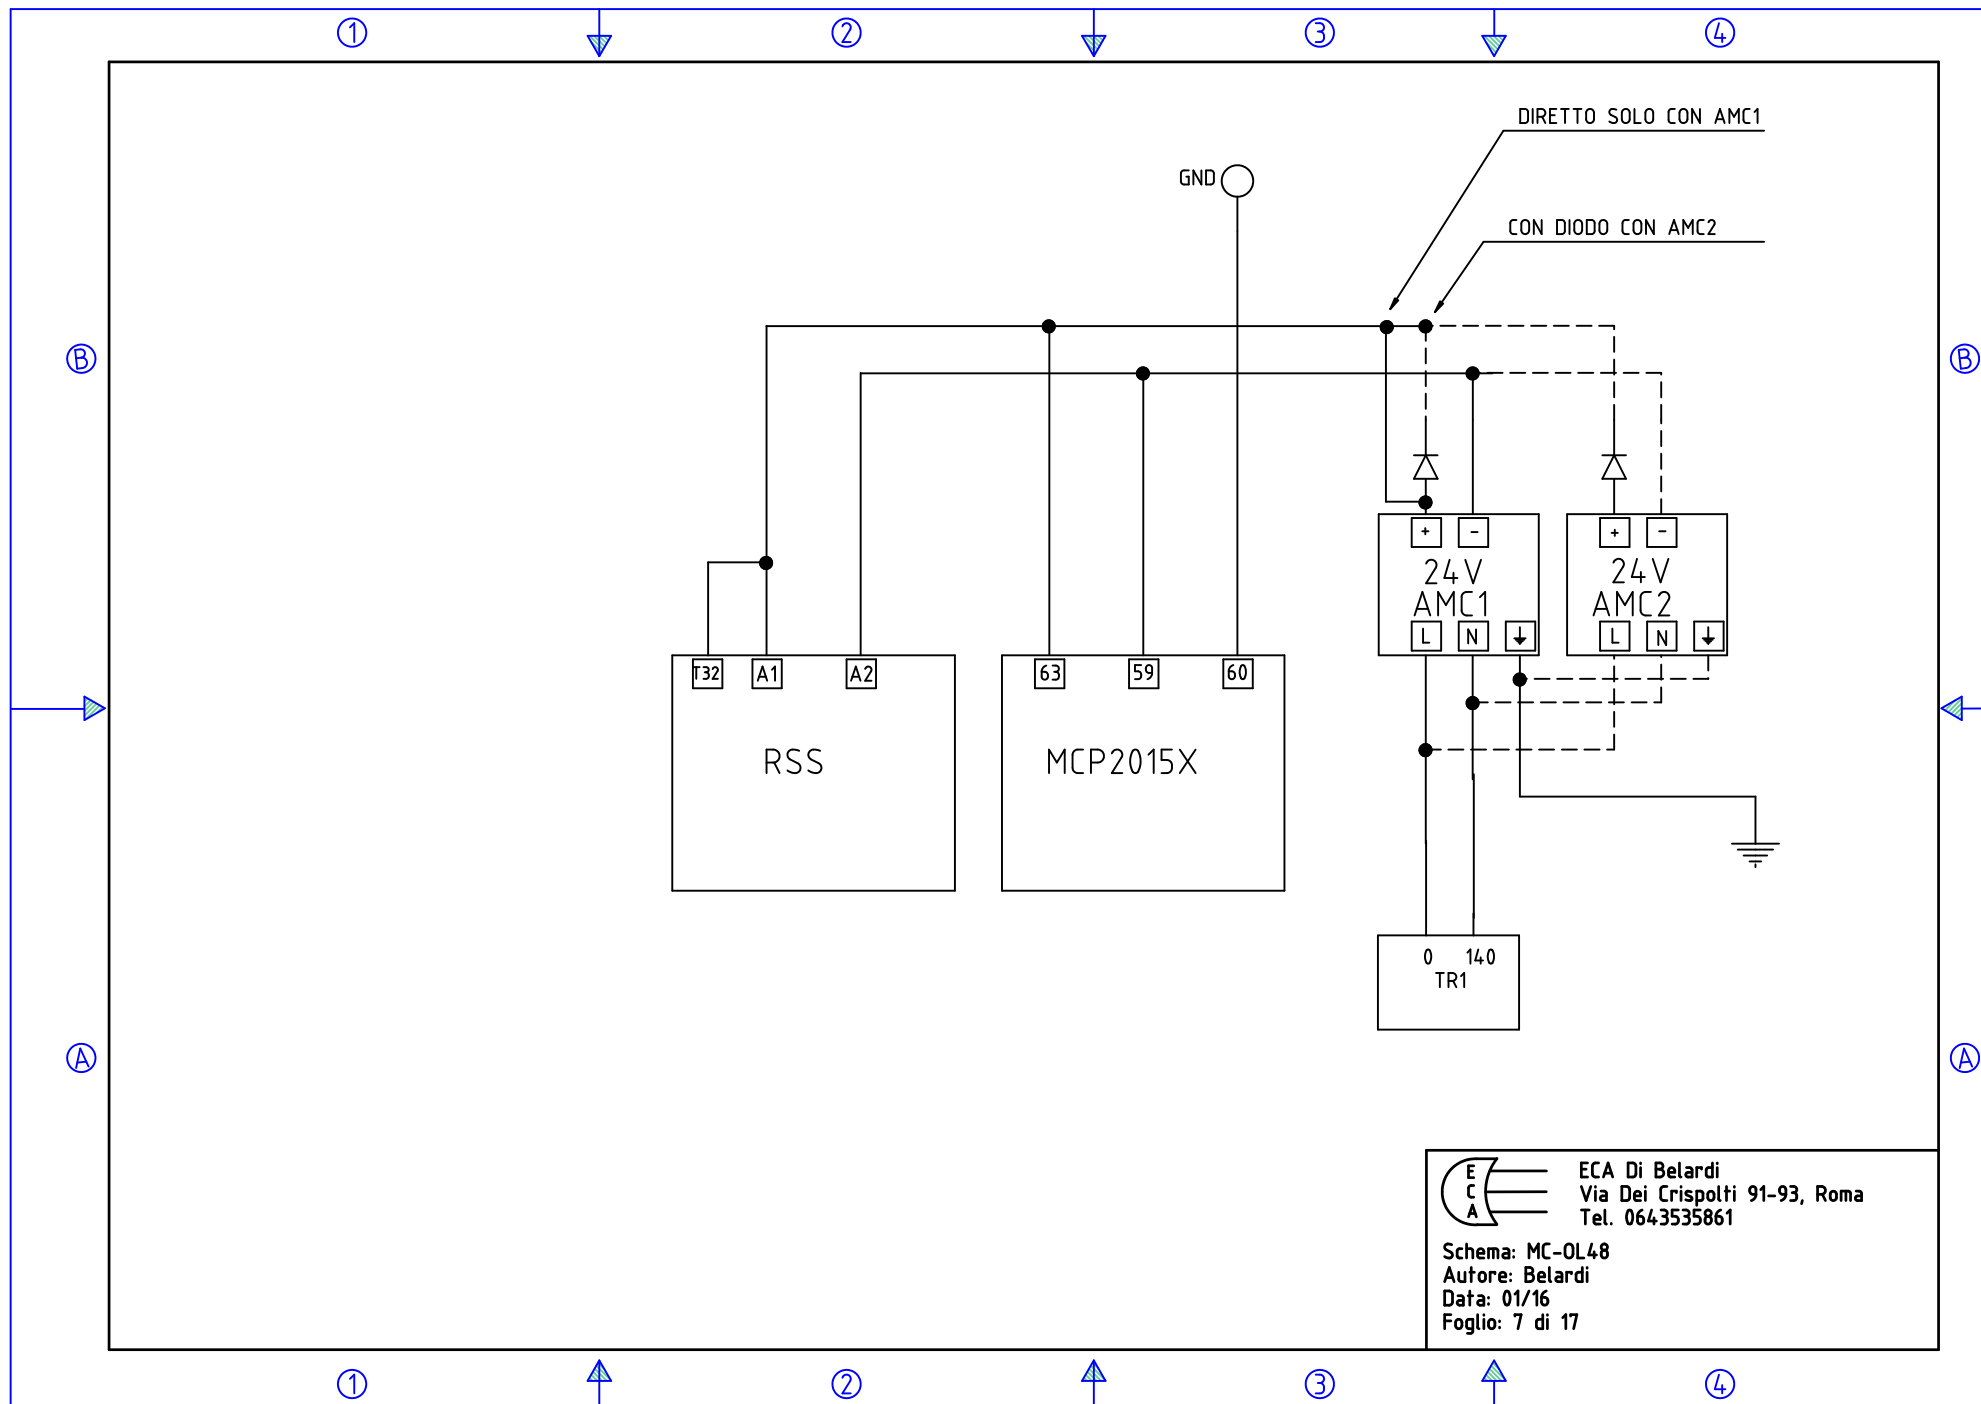 1 2 3 4
DIRETTO SOLO CON AMC1
GND
CON DIODO CON AMC2
B B
+ - + -
24V 24V
AMC1 AMC2
L N L N
T32 A1 A2 63 59 60
RSS MCP2015X
0 140
TR1
A A
E
C
A
ECA Di Belardi
Via Dei Crispolti 91-93, Roma
Tel. 0643535861
Schema: MC-OL48
Autore: Belardi
Data: 01/16
Foglio: 7 di 17
1 2 3 4